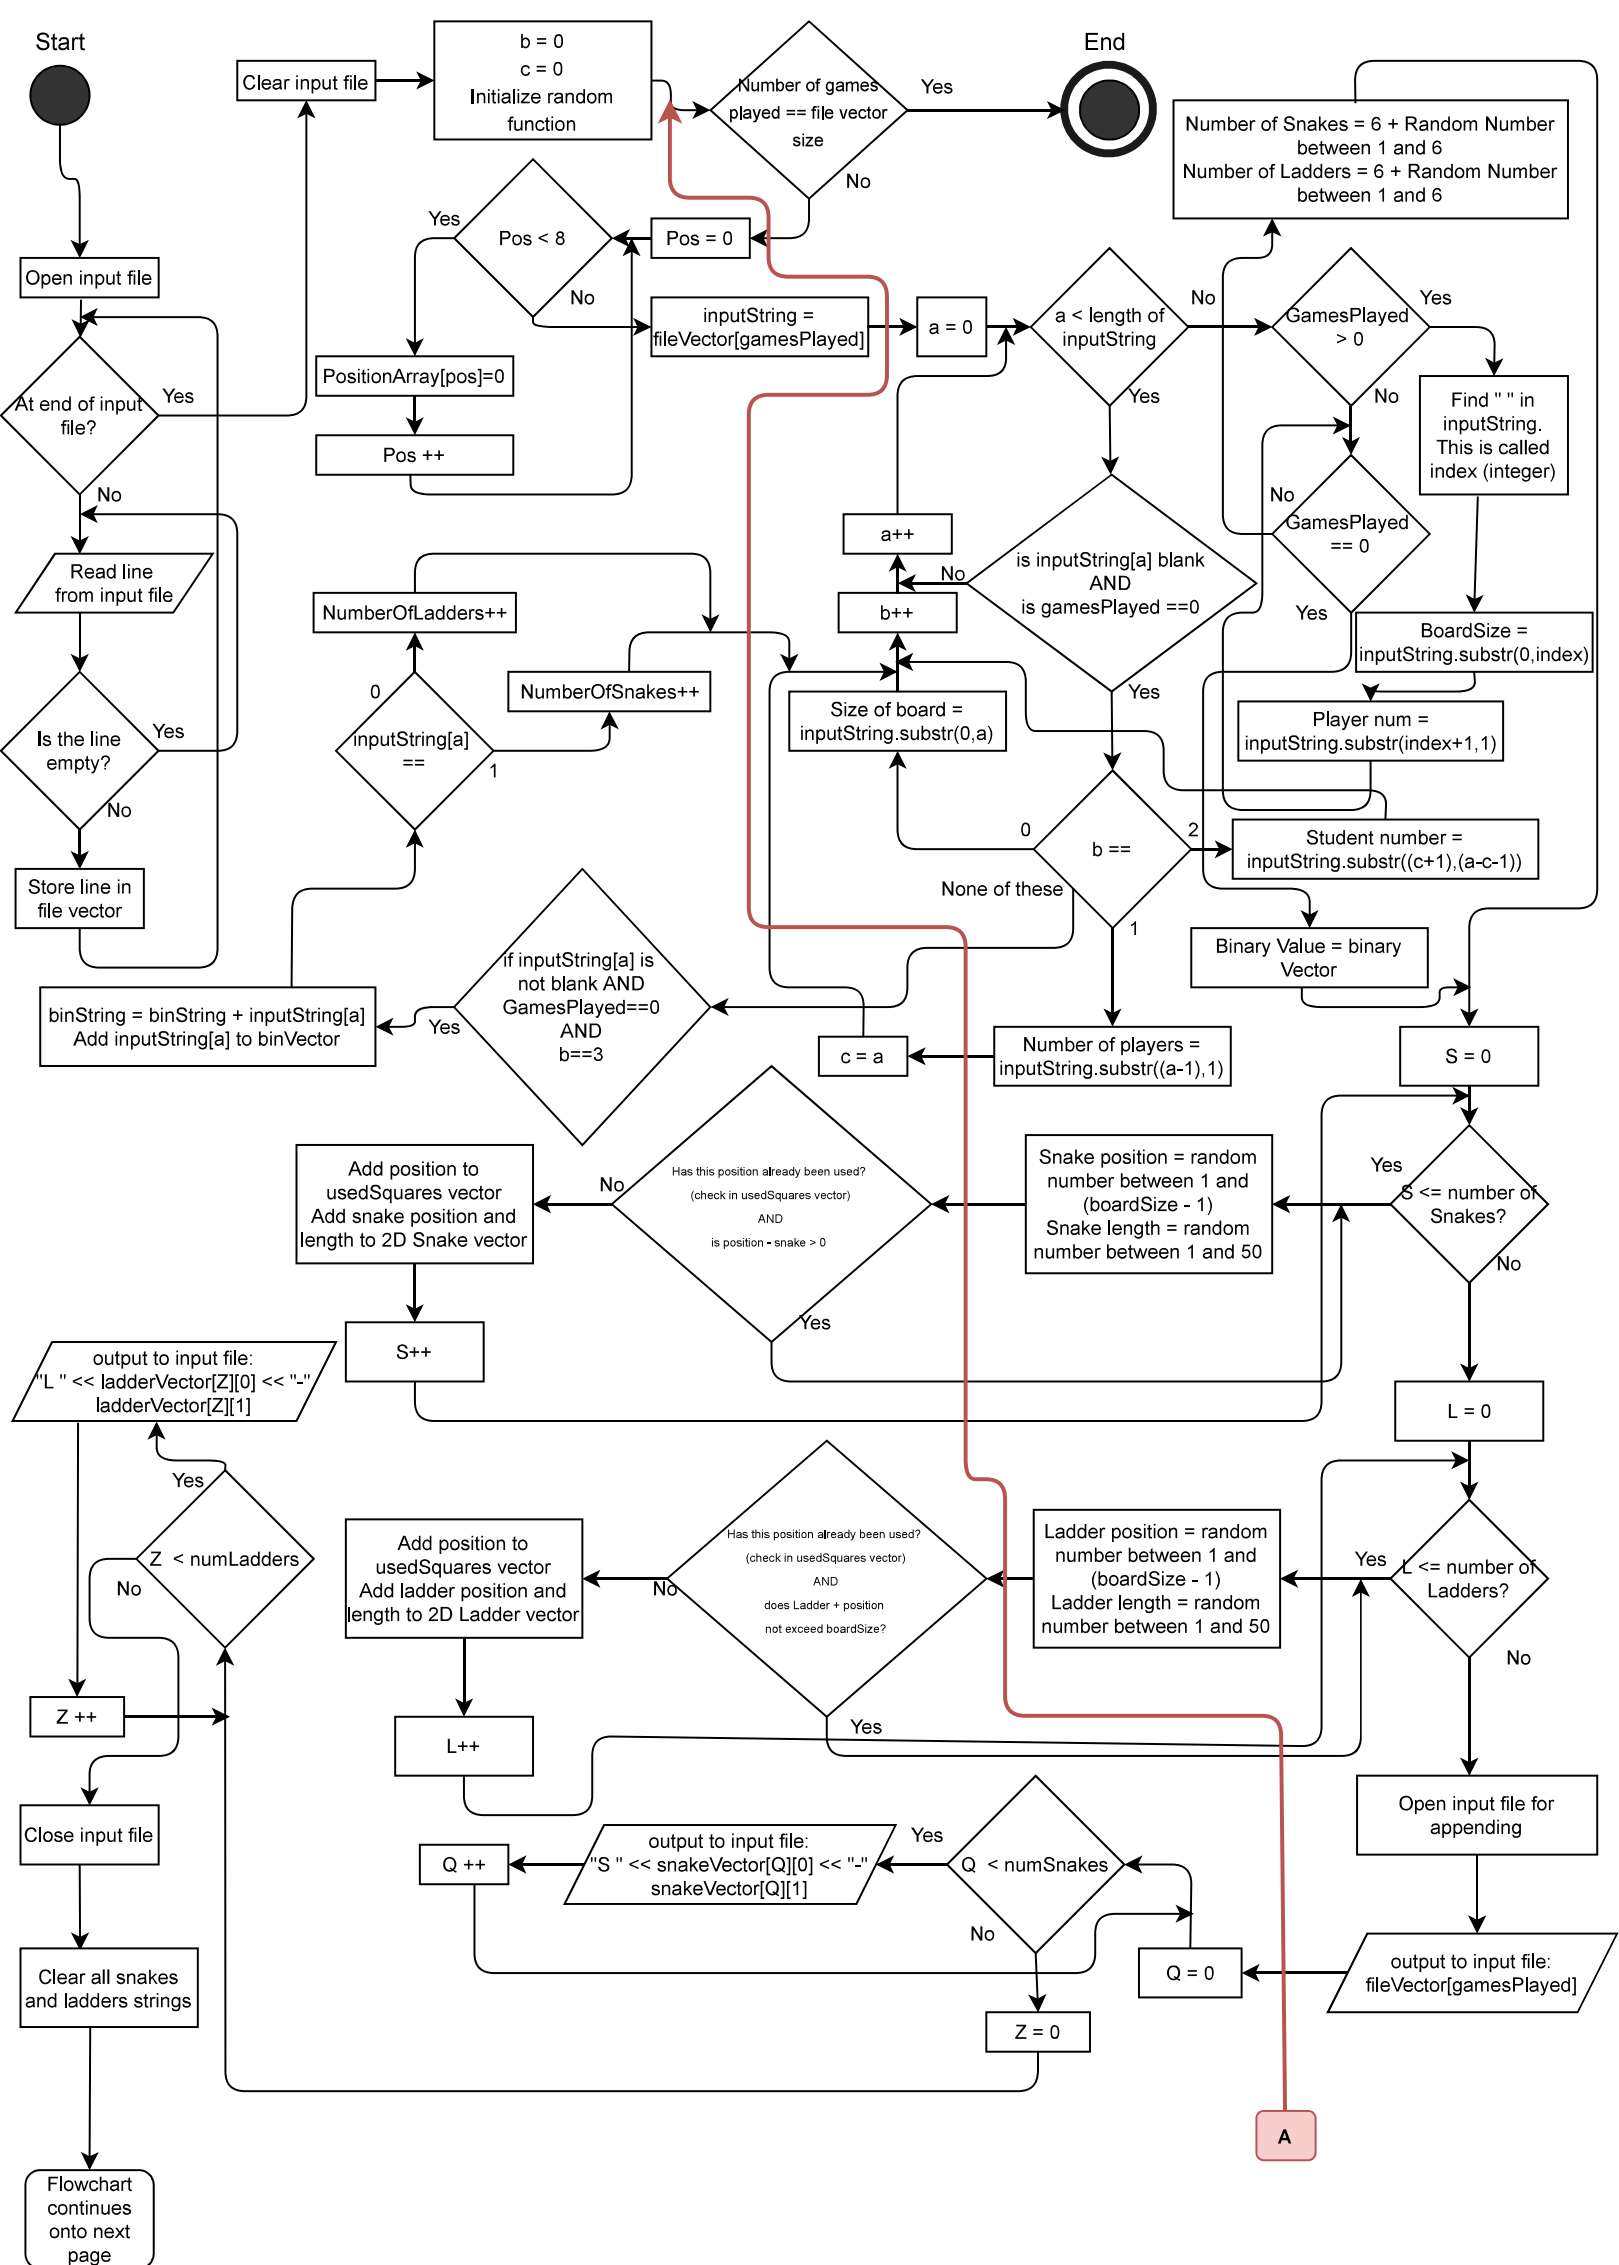 Start
End
Clear input file
b = 0
c = 0
Initialize random
function
Number of games
played == file vector
size
Yes
No
Number of Snakes = 6 + Random Number
between 1 and 6
Number of Ladders = 6 + Random Number
between 1 and 6
Open input file
Yes
Pos < 8
No
Pos = 0
inputString =
fileVector[gamesPlayed]
a = 0
a < length of
inputString
No
Yes
GamesPlayed
> 0
Yes
No
At end of input
file?
Yes
No
PositionArray[pos]=0
Pos ++
Find " " in
inputString.
This is called
index (integer)
GamesPlayed
== 0
No
Yes
Read line
from input file
a++
b++
is inputString[a] blank
AND
is gamesPlayed ==0
No
Yes
NumberOfLadders++
NumberOfSnakes++
0
inputString[a]
==
1
BoardSize =
inputString.substr(0,index)
Size of board =
inputString.substr(0,a)
Player num =
inputString.substr(index+1,1)
Is the line
empty?
Yes
No
0
b ==
2
None of these
1
Student number =
inputString.substr((c+1),(a-c-1))
Store line in
file vector
Binary Value = binary
Vector
if inputString[a] is
not blank AND
GamesPlayed==0
AND
b==3
Yes
binString = binString + inputString[a]
Add inputString[a] to binVector
c = a
Number of players =
inputString.substr((a-1),1)
S = 0
Add position to
usedSquares vector
Add snake position and
length to 2D Snake vector
No
Has this position already been used?
(check in usedSquares vector)
AND
is position - snake > 0
Yes
Snake position = random
number between 1 and
(boardSize - 1)
Snake length = random
number between 1 and 50
Yes
S <= number of
Snakes?
No
S++
output to input file:
"L " << ladderVector[Z][0] << "-"
ladderVector[Z][1]
L = 0
Yes
Z  < numLadders
No
Add position to
usedSquares vector
Add ladder position and
length to 2D Ladder vector
No
Has this position already been used?
(check in usedSquares vector)
AND
does Ladder + position
not exceed boardSize?
Yes
Ladder position = random
number between 1 and
(boardSize - 1)
Ladder length = random
number between 1 and 50
Yes
L <= number of
Ladders?
No
Z ++
L++
Close input file
Open input file for
appending
Q ++
output to input file:
"S " << snakeVector[Q][0] << "-"
snakeVector[Q][1]
Yes
Q  < numSnakes
No
Clear all snakes
and ladders strings
Q = 0
output to input file:
fileVector[gamesPlayed]
Z = 0
A
Flowchart
continues
onto next
page